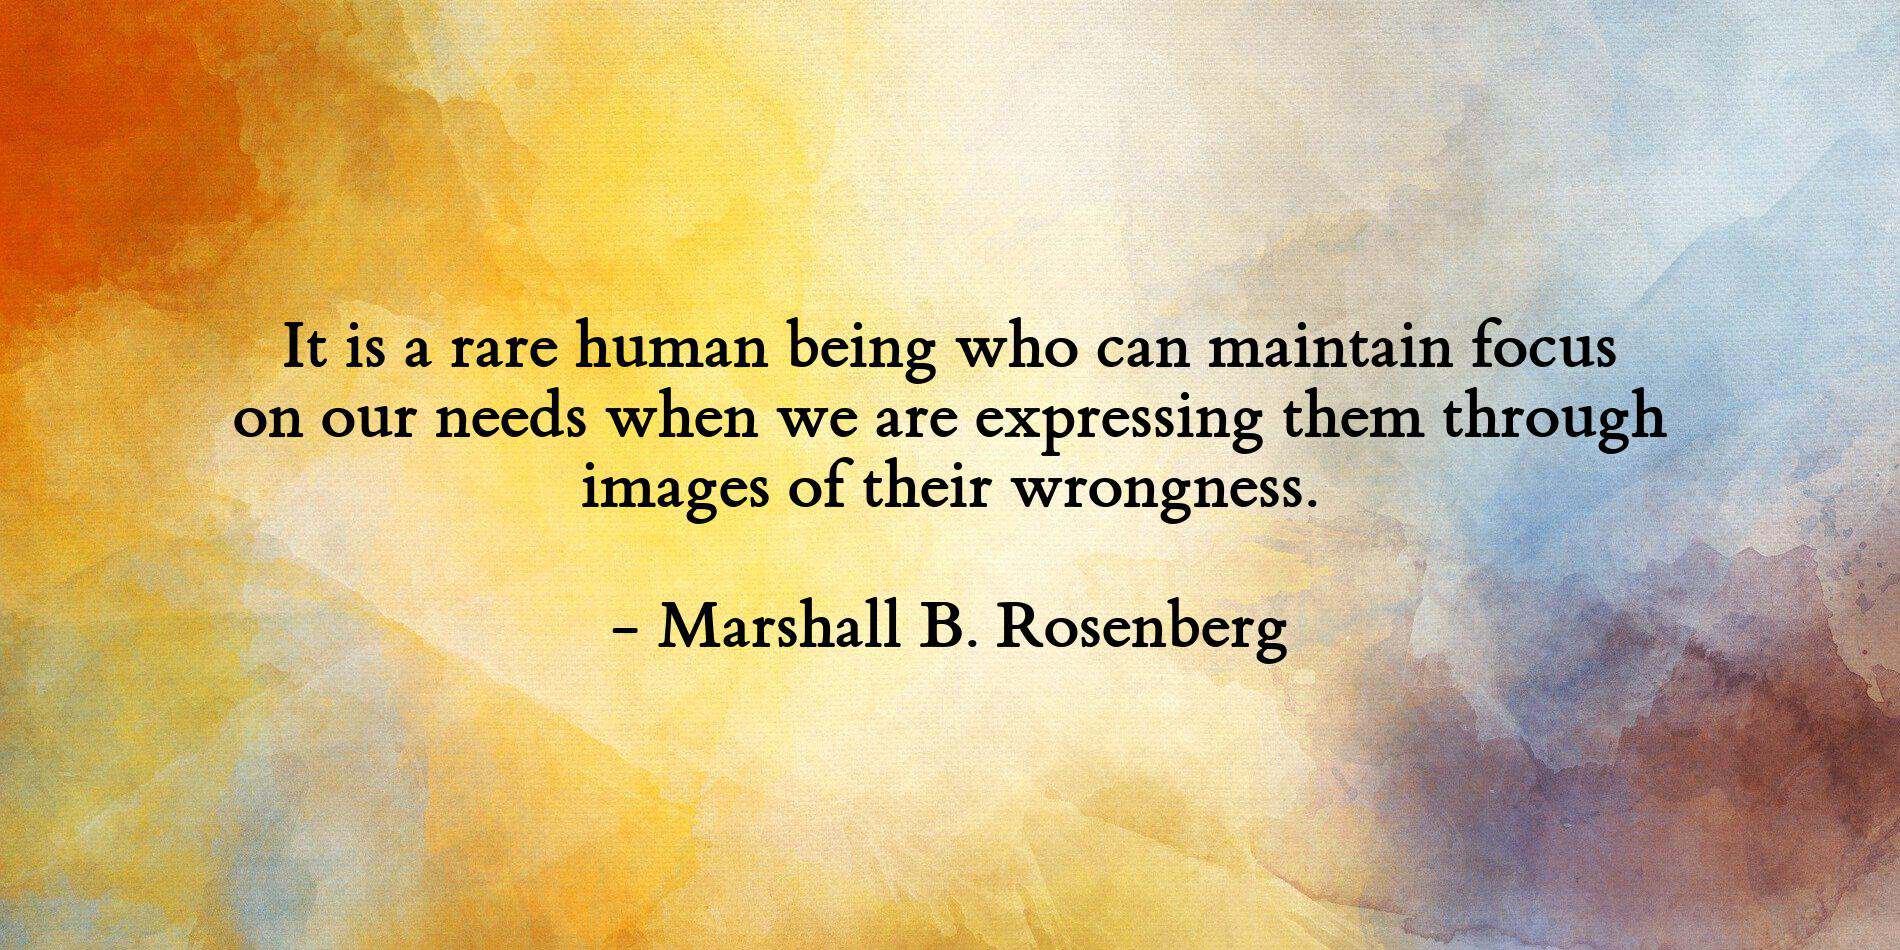 It is a rare human being who can maintain focus
on our needs when we are expressing them through
images of their wrongness.
- Marshall B. Rosenberg